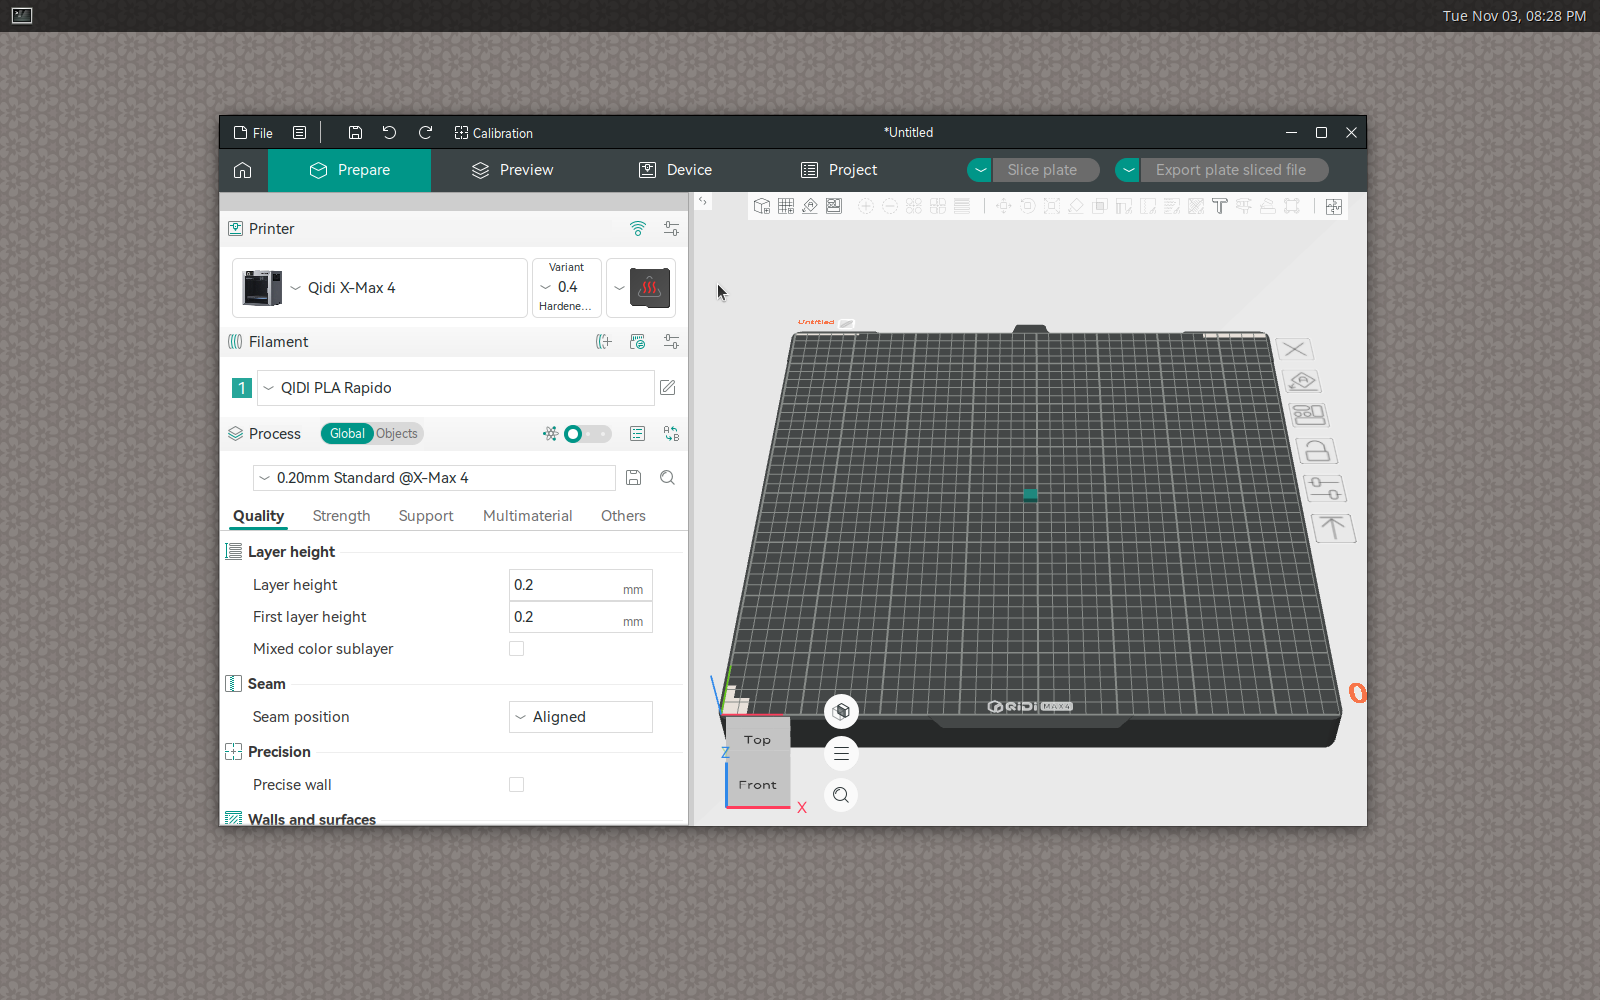 Tue Nov 03, 08:28 PM
File
Calibration
*Untitled
Prepare
Preview
Device
Project
Slice plate
Export plate sliced file
Printer
Qidi X-Max 4
Variant
0.4
Hardene...
Filament
1
QIDI PLA Rapido
Process
Global
Objects
0.20mm Standard @X-Max 4
Quality
Strength
Support
Multimaterial
Others
Layer height
Layer height
0.2
mm
First layer height
0.2
mm
Mixed color sublayer
Seam
Seam position
Aligned
Precision
Precise wall
Walls and surfaces
Untitled
QIDI MAX4
Top
Z
Front
X
0